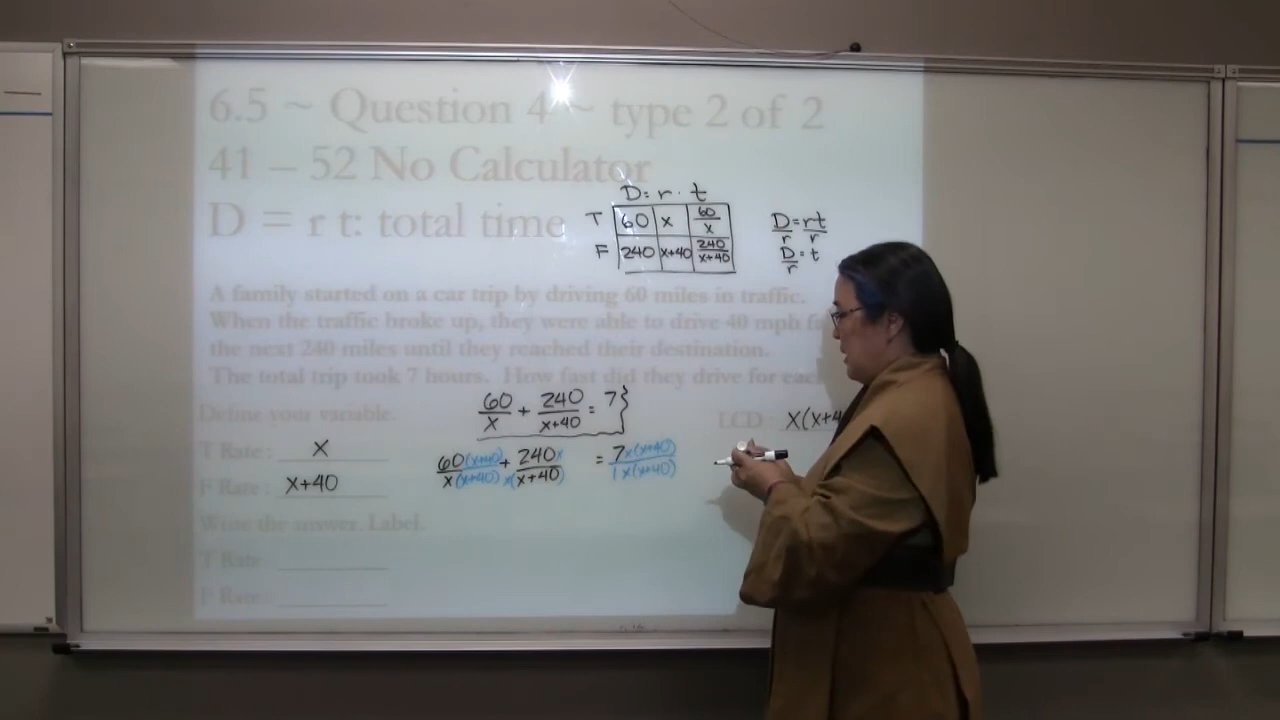 6.5 ~ Question 4 ~ type 2 of 2
41 – 52 No Calculator
D = r t: total time
D = r · t
T 60 x 60/x
F 240 x+40 240/(x+40)
D/r = rt/r
D/r = t
A family started on a car trip by driving 60 miles in traffic.
When the traffic broke up, they were able to drive 40 mph
the next 240 miles until they reached their destination.
The total trip took 7 hours. How fast did they drive for
Define your variable.
60/x + 240/(x+40) = 7
LCD: x(x+4
T Rate: x
60(x+40)/x(x+40) + 240x/x(x+40) = 7x(x+40)/1x(x+40)
F Rate: x+40
Write the answer. Label.
T Rate:
F Rate: